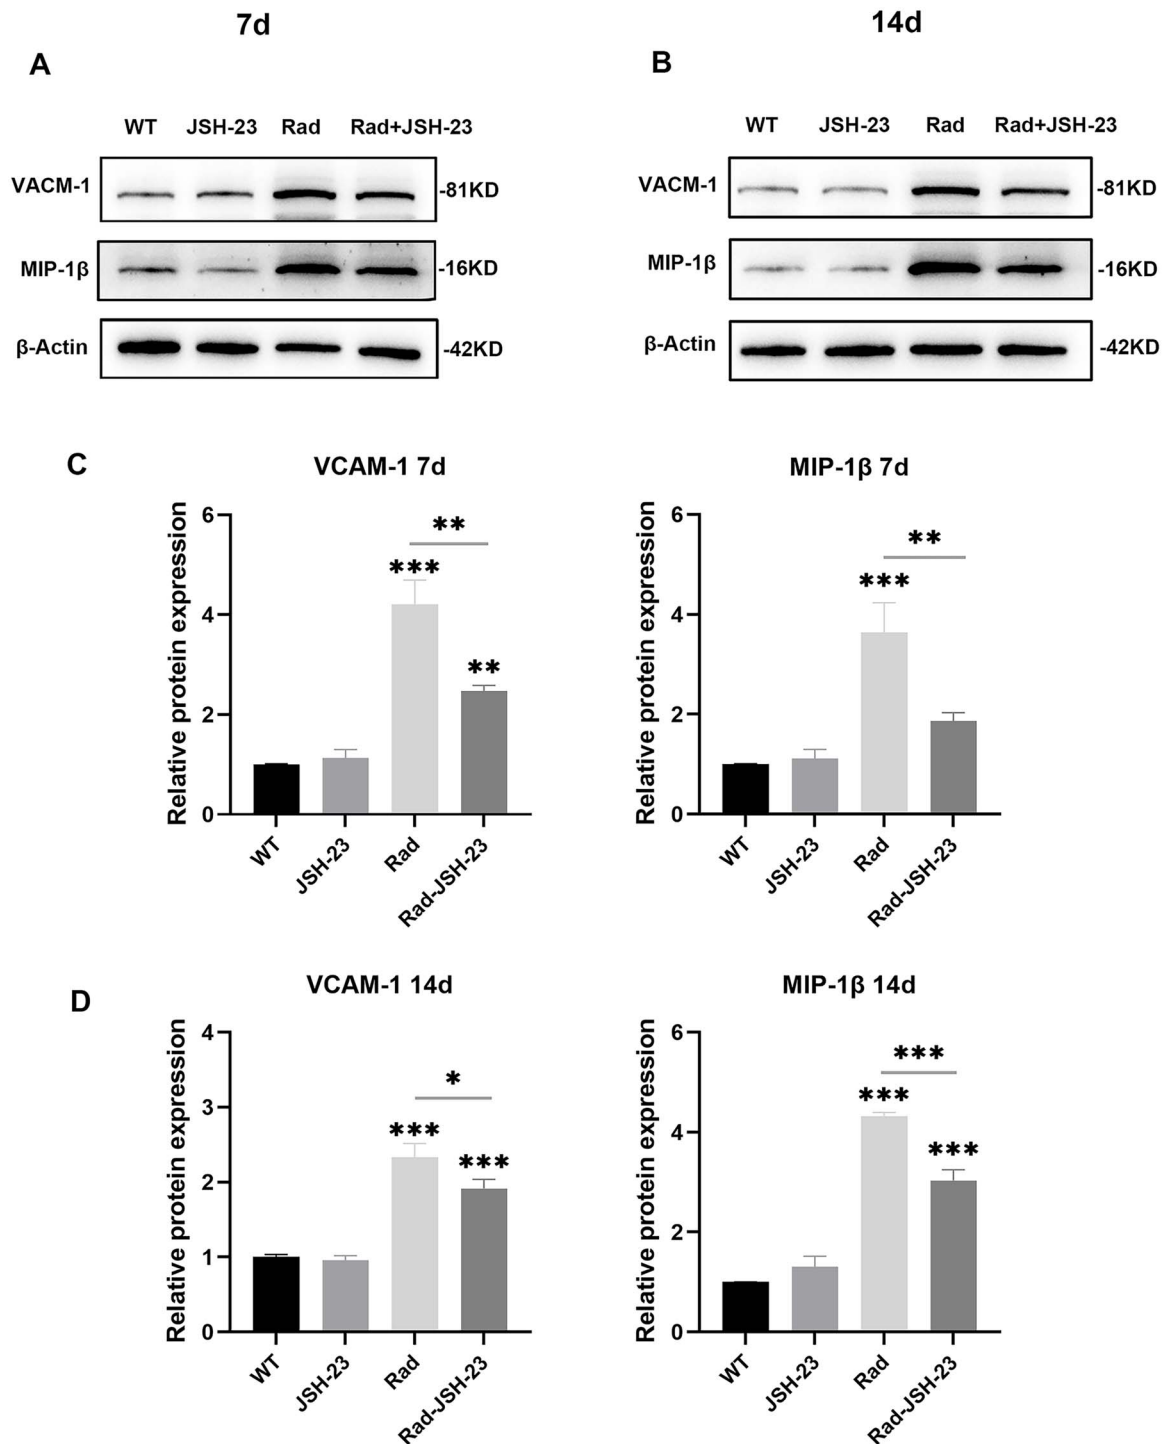 7d
14d
A
B
WT JSH-23 Rad Rad+JSH-23
VACM-1
-81KD
MIP-1β
-16KD
β-Actin
-42KD
WT JSH-23 Rad Rad+JSH-23
VACM-1
-81KD
MIP-1β
-16KD
β-Actin
-42KD
C
VCAM-1 7d
Relative protein expression
6
4
2
0
**
***
**
WT
JSH-23
Rad
Rad-JSH-23
MIP-1β 7d
Relative protein expression
6
4
2
0
**
***
WT
JSH-23
Rad
Rad-JSH-23
D
VCAM-1 14d
Relative protein expression
4
3
2
1
0
*
***
***
WT
JSH-23
Rad
Rad-JSH-23
MIP-1β 14d
Relative protein expression
6
4
2
0
***
***
***
WT
JSH-23
Rad
Rad-JSH-23